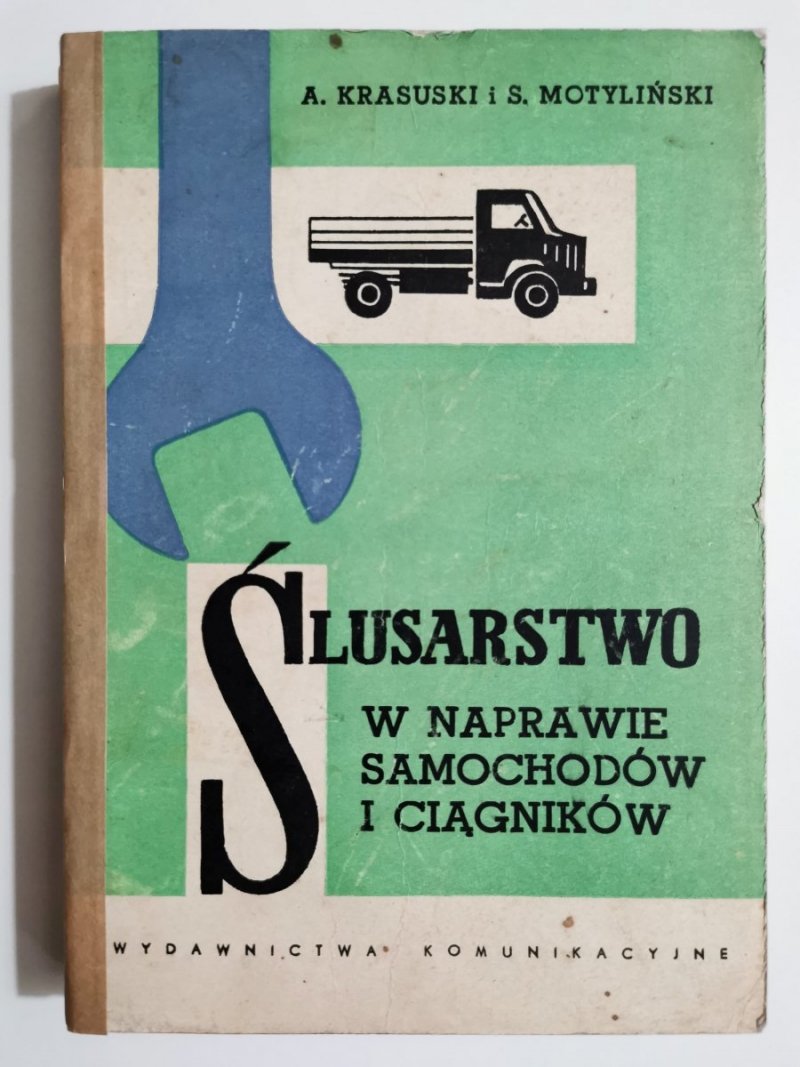 A. KRASUSKI i S. MOTYLIŃSKI
ŚLUSARSTWO
W NAPRAWIE
SAMOCHODÓW
I CIĄGNIKÓW
WYDAWNICTWA KOMUNIKACYJNE